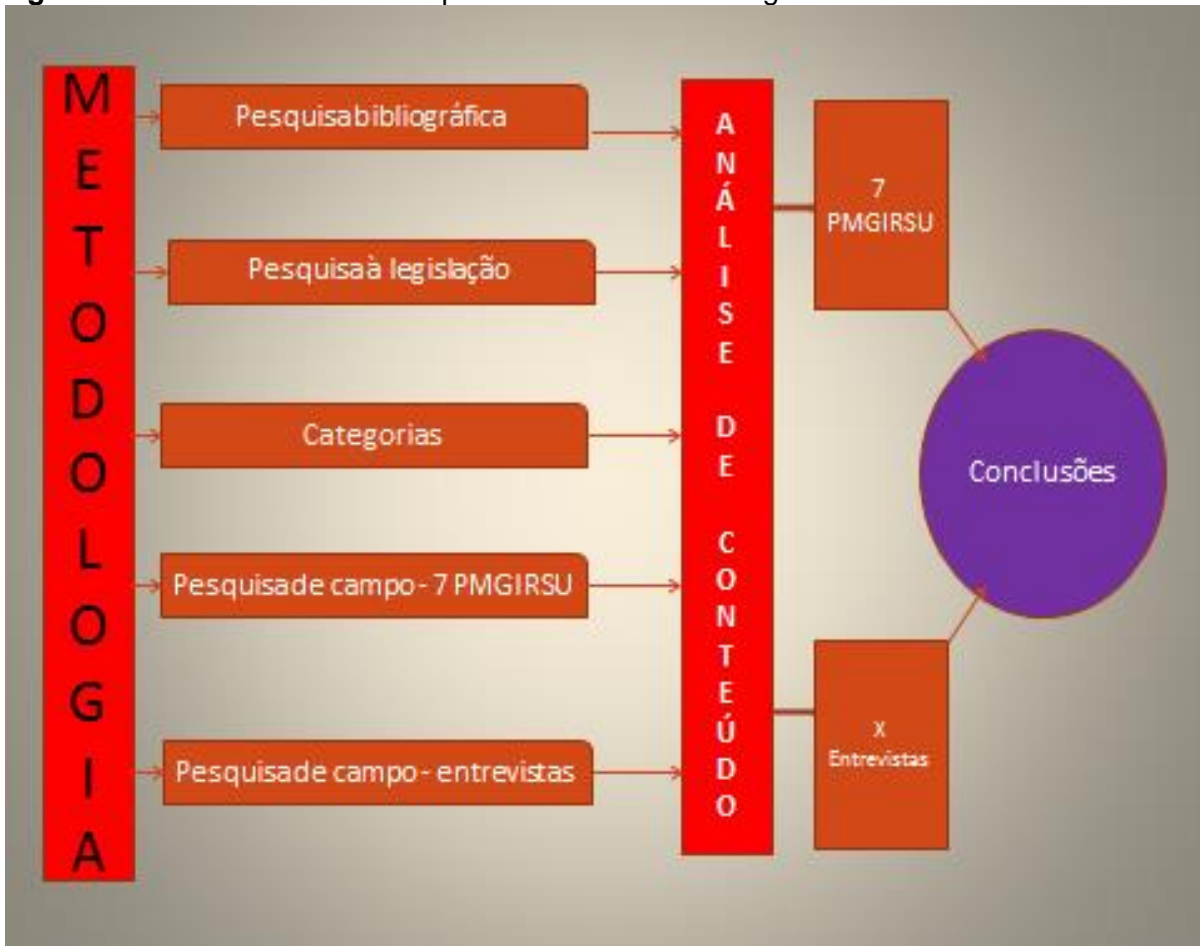 METODOLOGIA
Pesquisabibliográfica
Pesquisaà legislação
Categorias
Pesquisade campo - 7 PMGIRSU
Pesquisade campo - entrevistas
ANÁLISE DE CONTEÚDO
7
PMGIRSU
X
Entrevistas
Conclusões